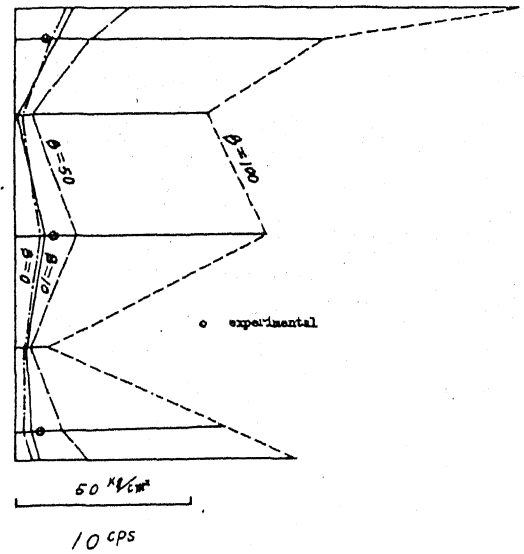 β=50
β=100
β=0
β=10
o experimental
50 Kg/cm²
10 cps